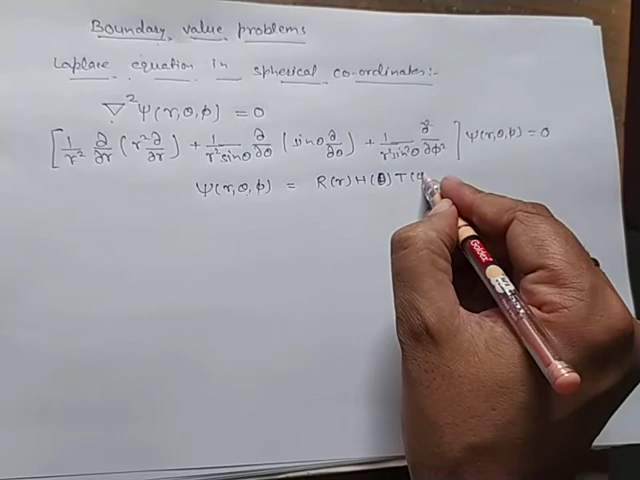 Boundary value problems
Laplace equation in spherical co-ordinates:-
∇²Ψ(r,θ,φ) = 0
[1/r² ∂/∂r (r² ∂/∂r) + 1/r² sinθ ∂/∂θ (sinθ ∂/∂θ) + 1/r² sin²θ ∂²/∂φ²] Ψ(r,θ,φ) = 0
Ψ(r,θ,φ) = R(r) H(θ) T(
Goldex